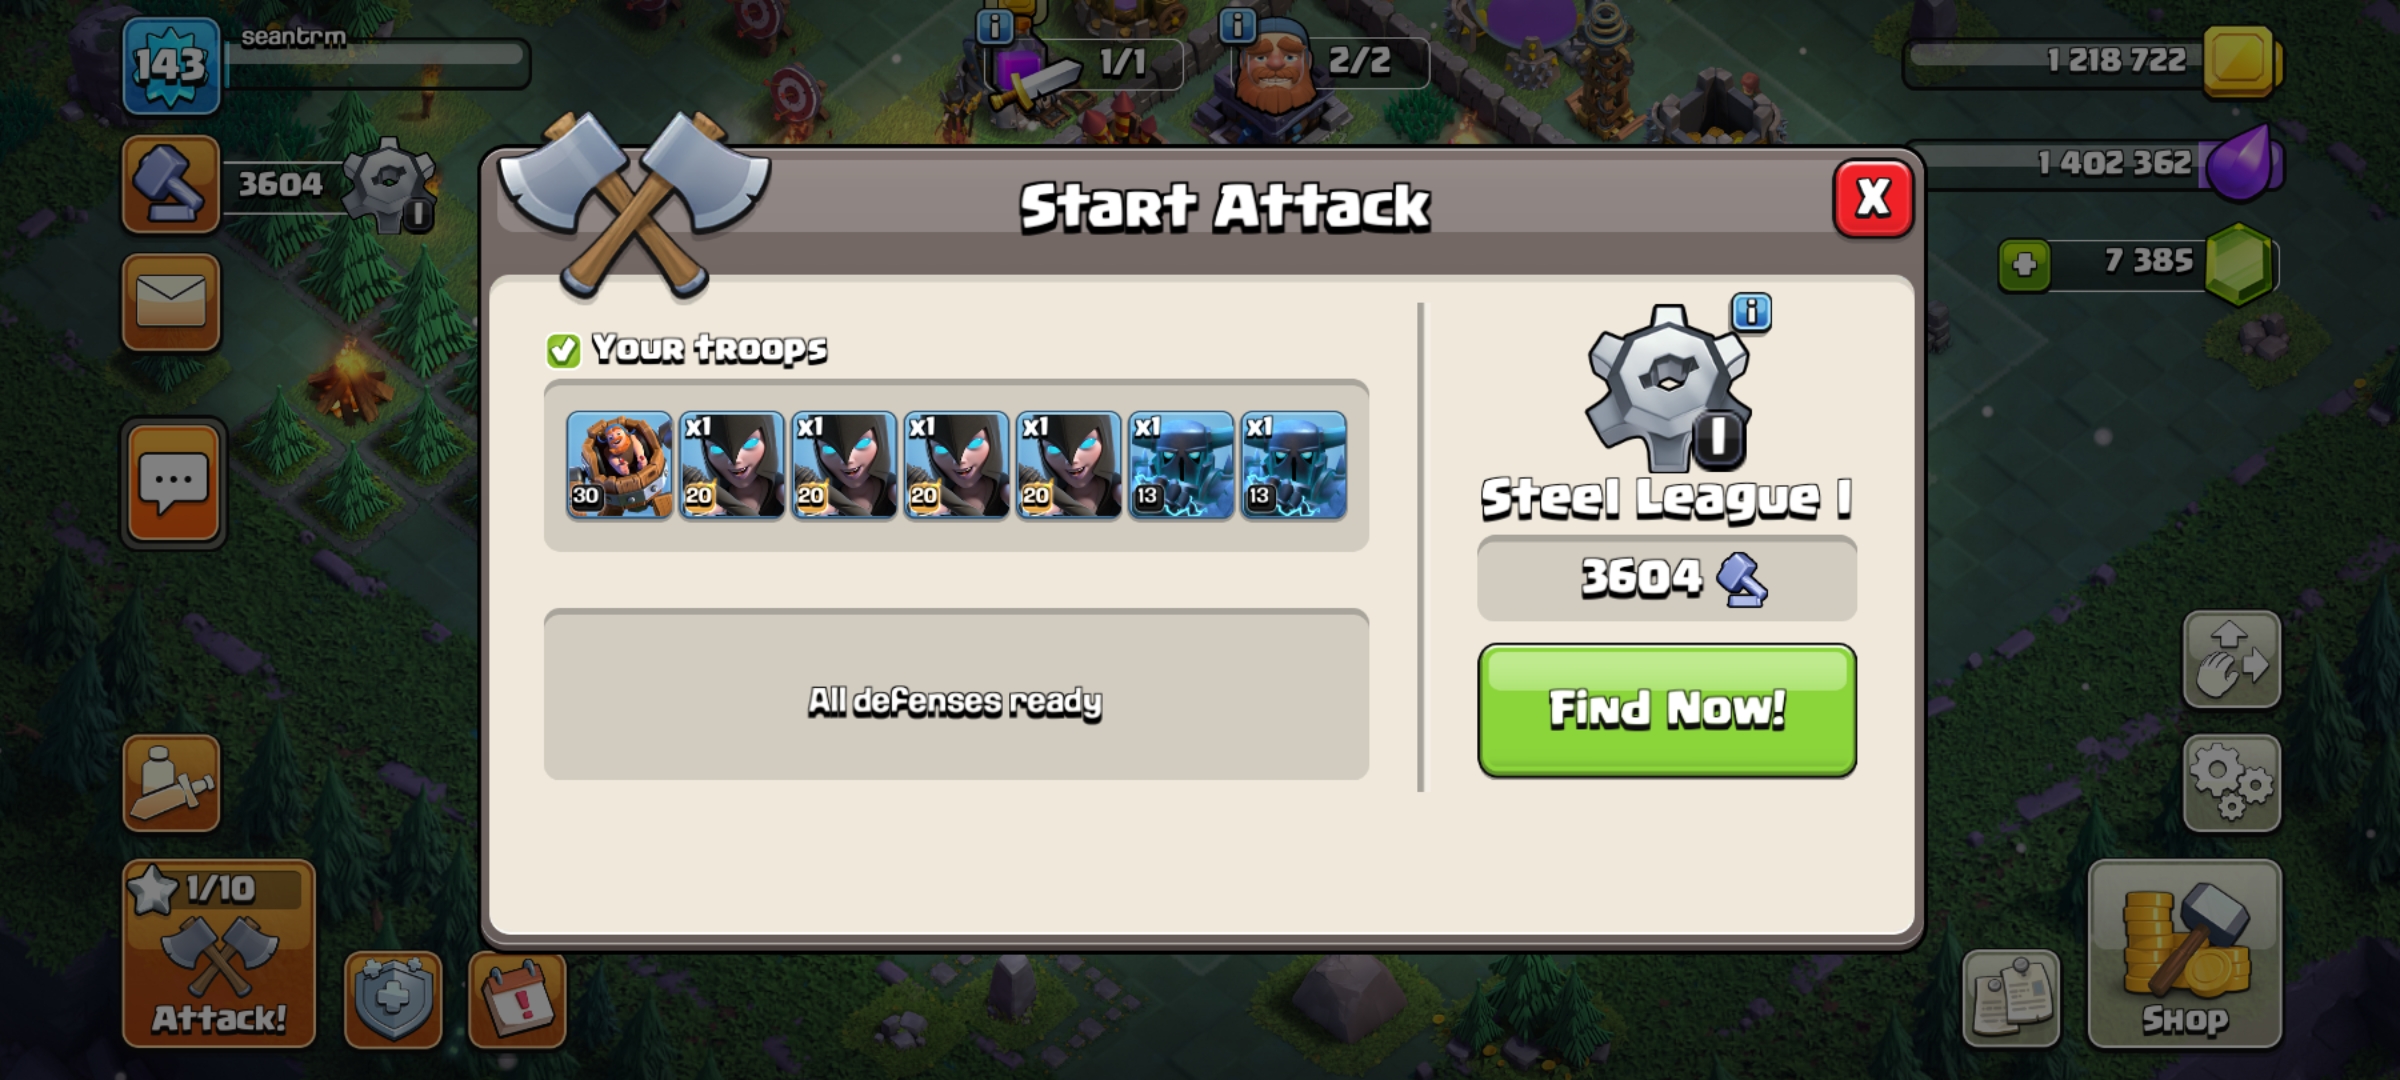 143
seantrm
1/1
2/2
1 218 722
3604
I
1 402 362
7 385
Start Attack
X
Your troops
30
x1
20
x1
20
x1
20
x1
20
x1
13
x1
13
I
Steel League I
3604
Find Now!
All defenses ready
1/10
Attack!
Shop